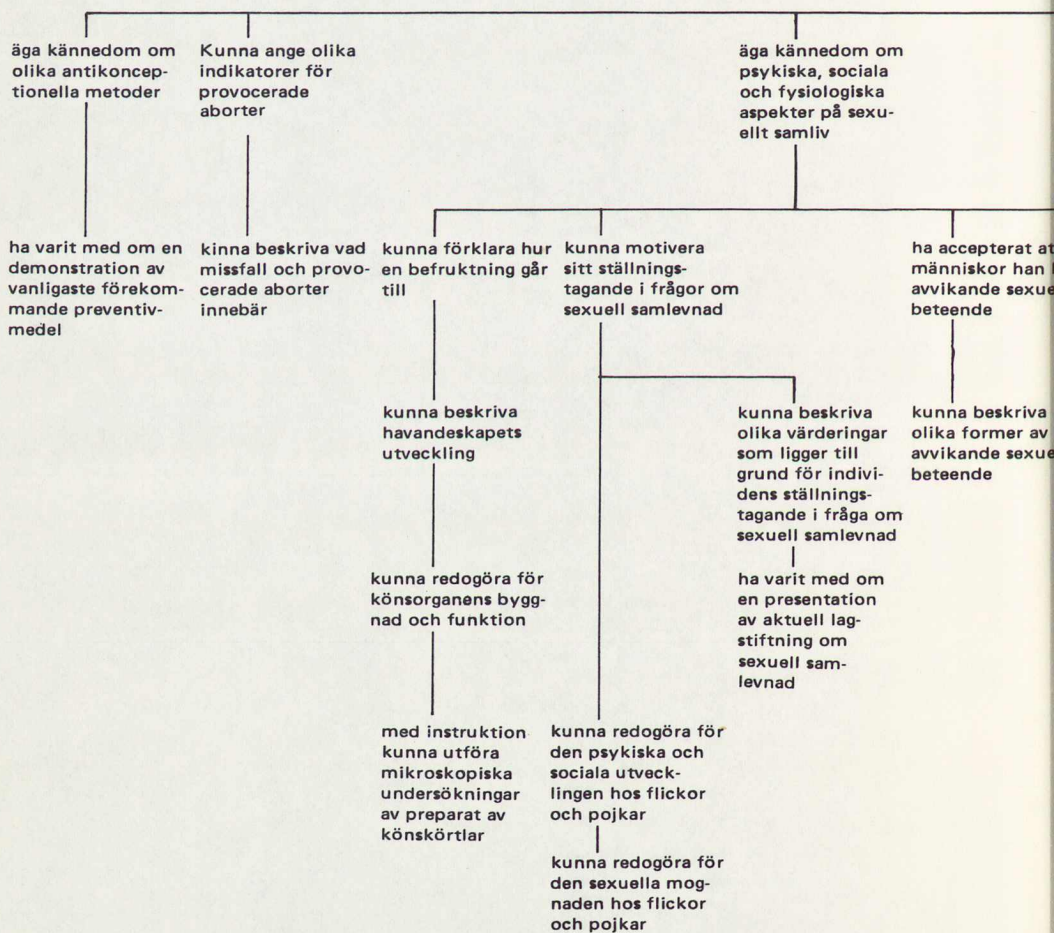 äga kännedom om
olika antikoncep-
tionella metoder
Kunna ange olika
indikatorer för
provocerade
aborter
äga kännedom om
psykiska, sociala
och fysiologiska
aspekter på sexu-
ellt samliv
ha varit med om en
demonstration av
vanligaste förekom-
mande preventiv-
medel
kinna beskriva vad
missfall och provo-
cerade aborter
innebär
kunna förklara hur
en befruktning går
till
kunna motivera
sitt ställnings-
tagande i frågor om
sexuell samlevnad
ha accepterat at
människor han
avvikande sexue
beteende
kunna beskriva
havandeskapets
utveckling
kunna beskriva
olika värderingar
som ligger till
grund för indivi-
dens ställnings-
tagande i fråga om
sexuell samlevnad
kunna beskriva
olika former av
avvikande sexue
beteende
kunna redogöra för
könsorganens bygg-
nad och funktion
ha varit med om
en presentation
av aktuell lag-
stiftning om
sexuell sam-
levnad
med instruktion
kunna utföra
mikroskopiska
undersökningar
av preparat av
könskörtlar
kunna redogöra för
den psykiska och
sociala utveck-
lingen hos flickor
och pojkar
kunna redogöra för
den sexuella mog-
naden hos flickor
och pojkar